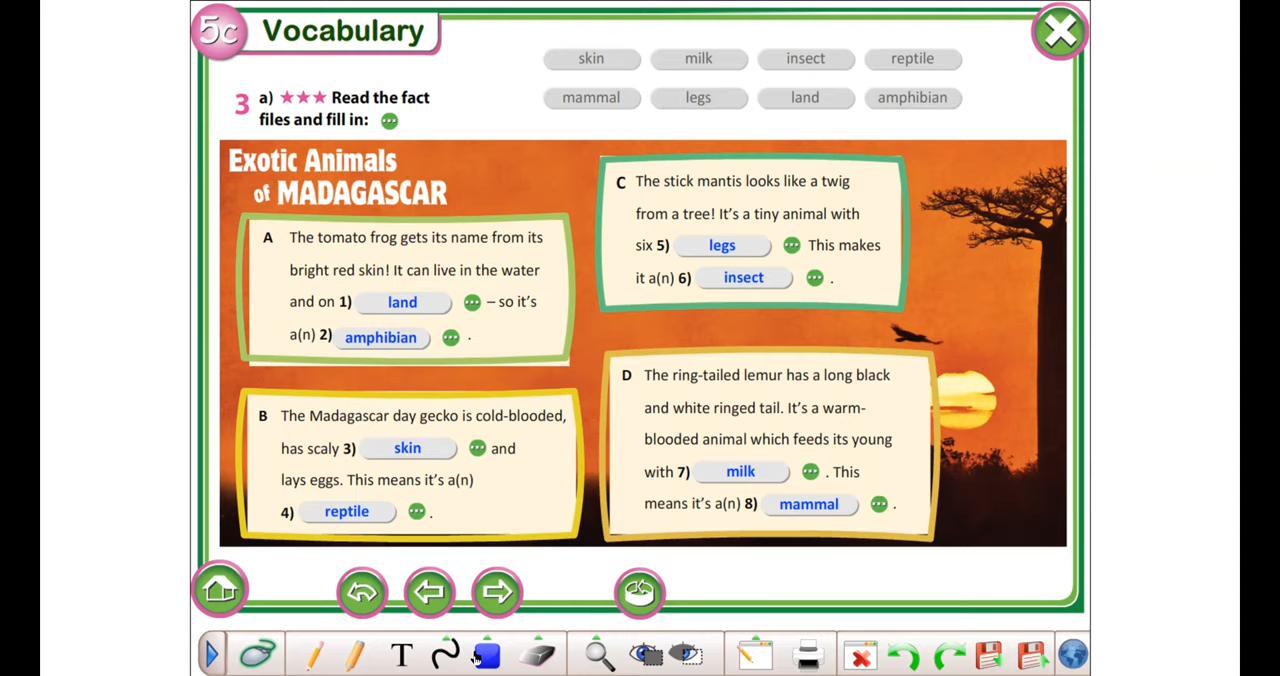 5c Vocabulary
skin milk insect reptile
mammal legs land amphibian
3 a) ★★★ Read the fact
files and fill in:
Exotic Animals
of MADAGASCAR
A The tomato frog gets its name from its
bright red skin! It can live in the water
and on 1) land – so it's
a(n) 2) amphibian .
B The Madagascar day gecko is cold-blooded,
has scaly 3) skin and
lays eggs. This means it's a(n)
4) reptile .
C The stick mantis looks like a twig
from a tree! It's a tiny animal with
six 5) legs This makes
it a(n) 6) insect .
D The ring-tailed lemur has a long black
and white ringed tail. It's a warm-
blooded animal which feeds its young
with 7) milk . This
means it's a(n) 8) mammal .
T